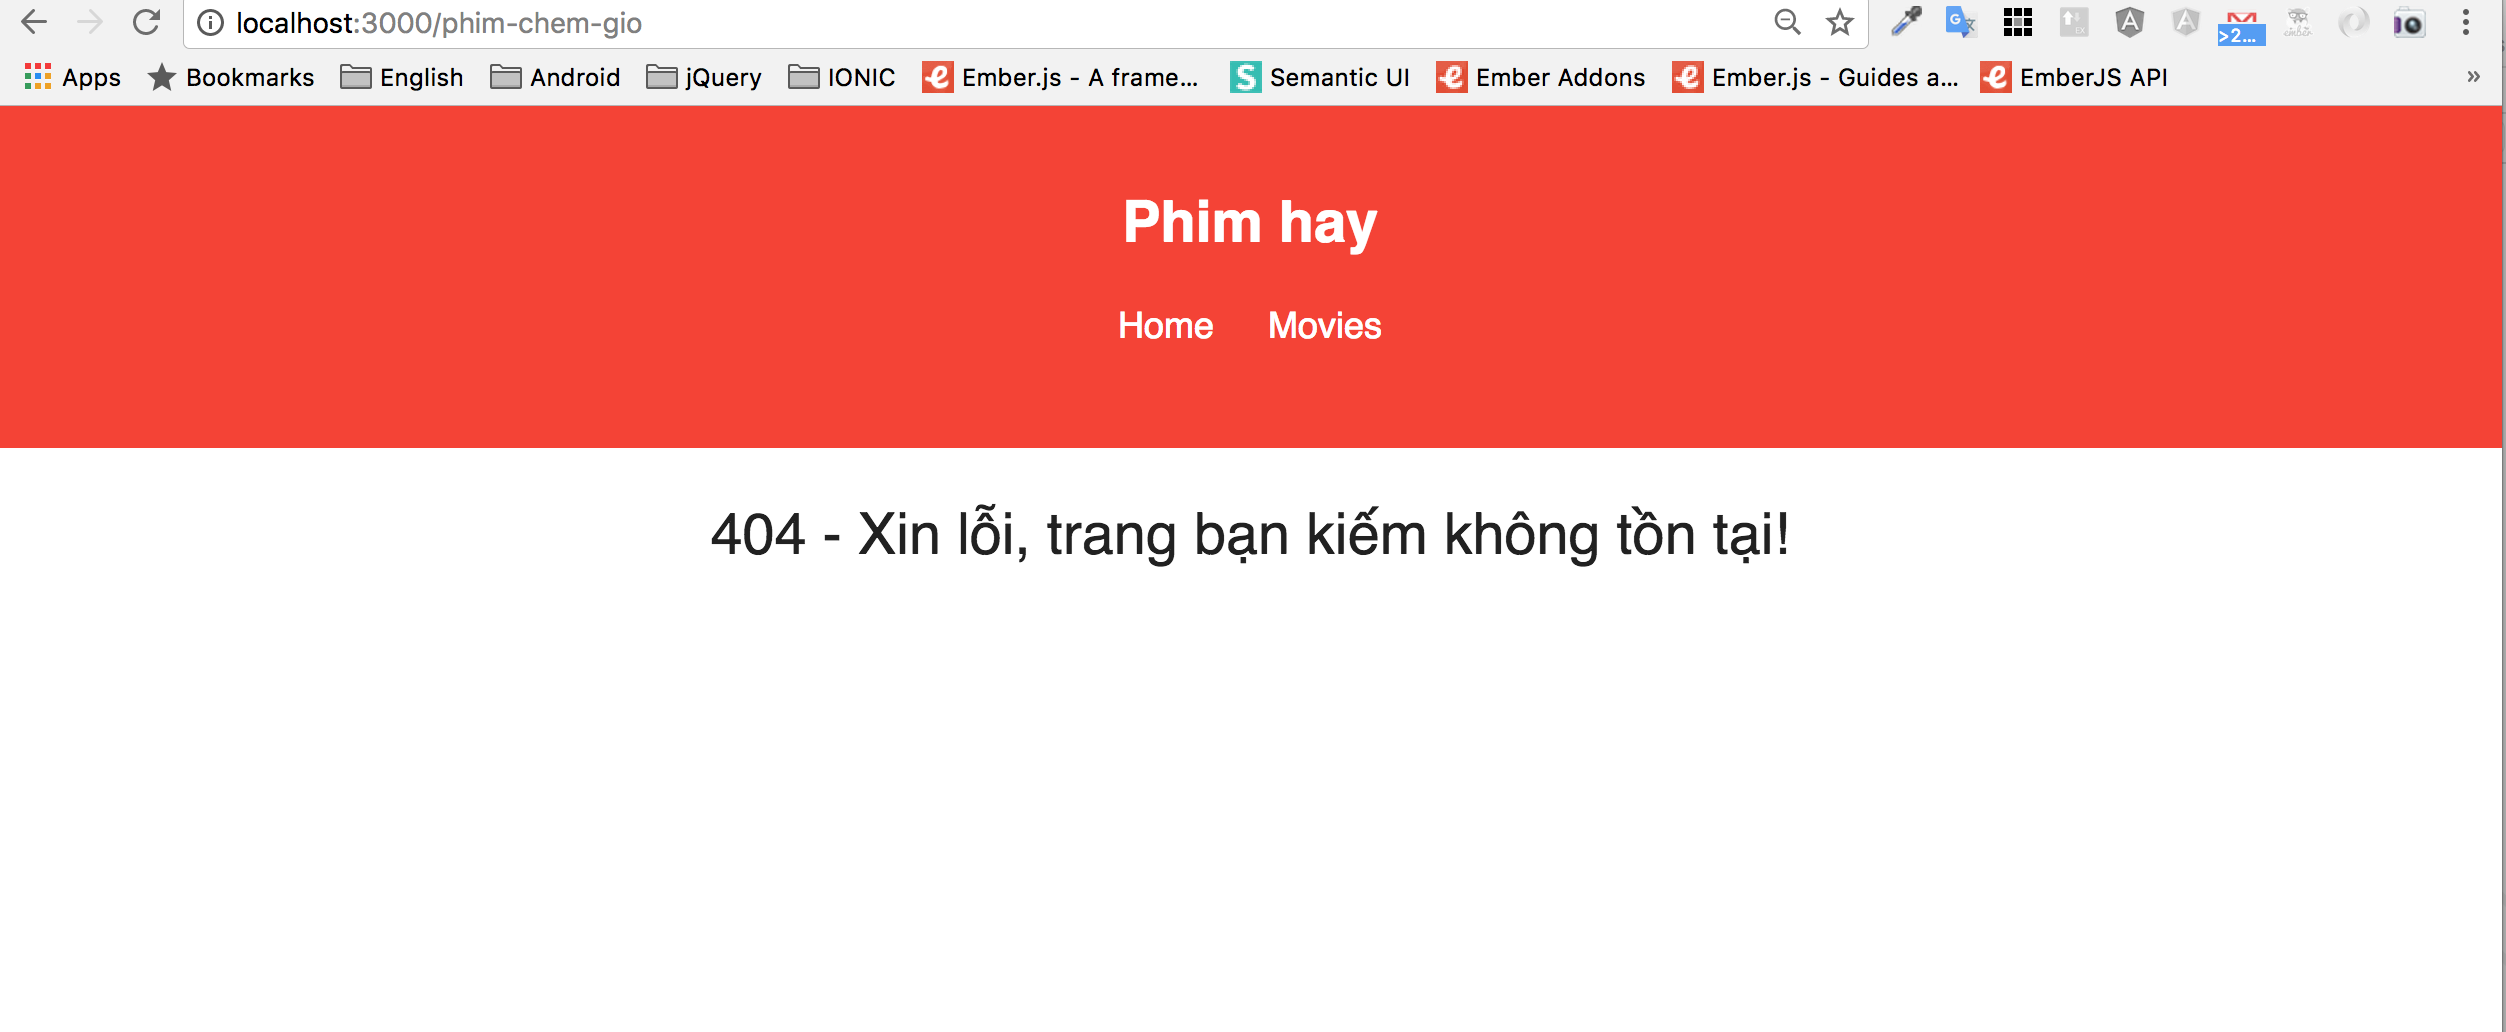 localhost:3000/phim-chem-gio
>2...
Apps Bookmarks English Android jQuery IONIC Ember.js - A frame... Semantic UI Ember Addons Ember.js - Guides a... EmberJS API »
Phim hay
Home Movies
404 - Xin lỗi, trang bạn kiếm không tồn tại!